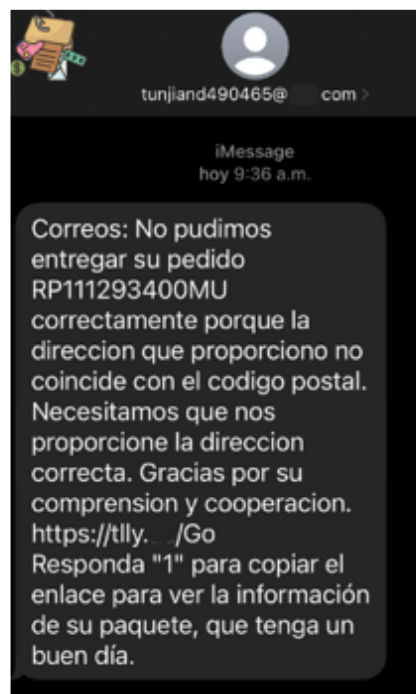 tunjiand490465@ com >
iMessage
hoy 9:36 a.m.
Correos: No pudimos
entregar su pedido
RP111293400MU
correctamente porque la
direccion que proporciono no
coincide con el codigo postal.
Necesitamos que nos
proporcione la direccion
correcta. Gracias por su
comprension y cooperacion.
https://tlly. /Go
Responda "1" para copiar el
enlace para ver la información
de su paquete, que tenga un
buen día.